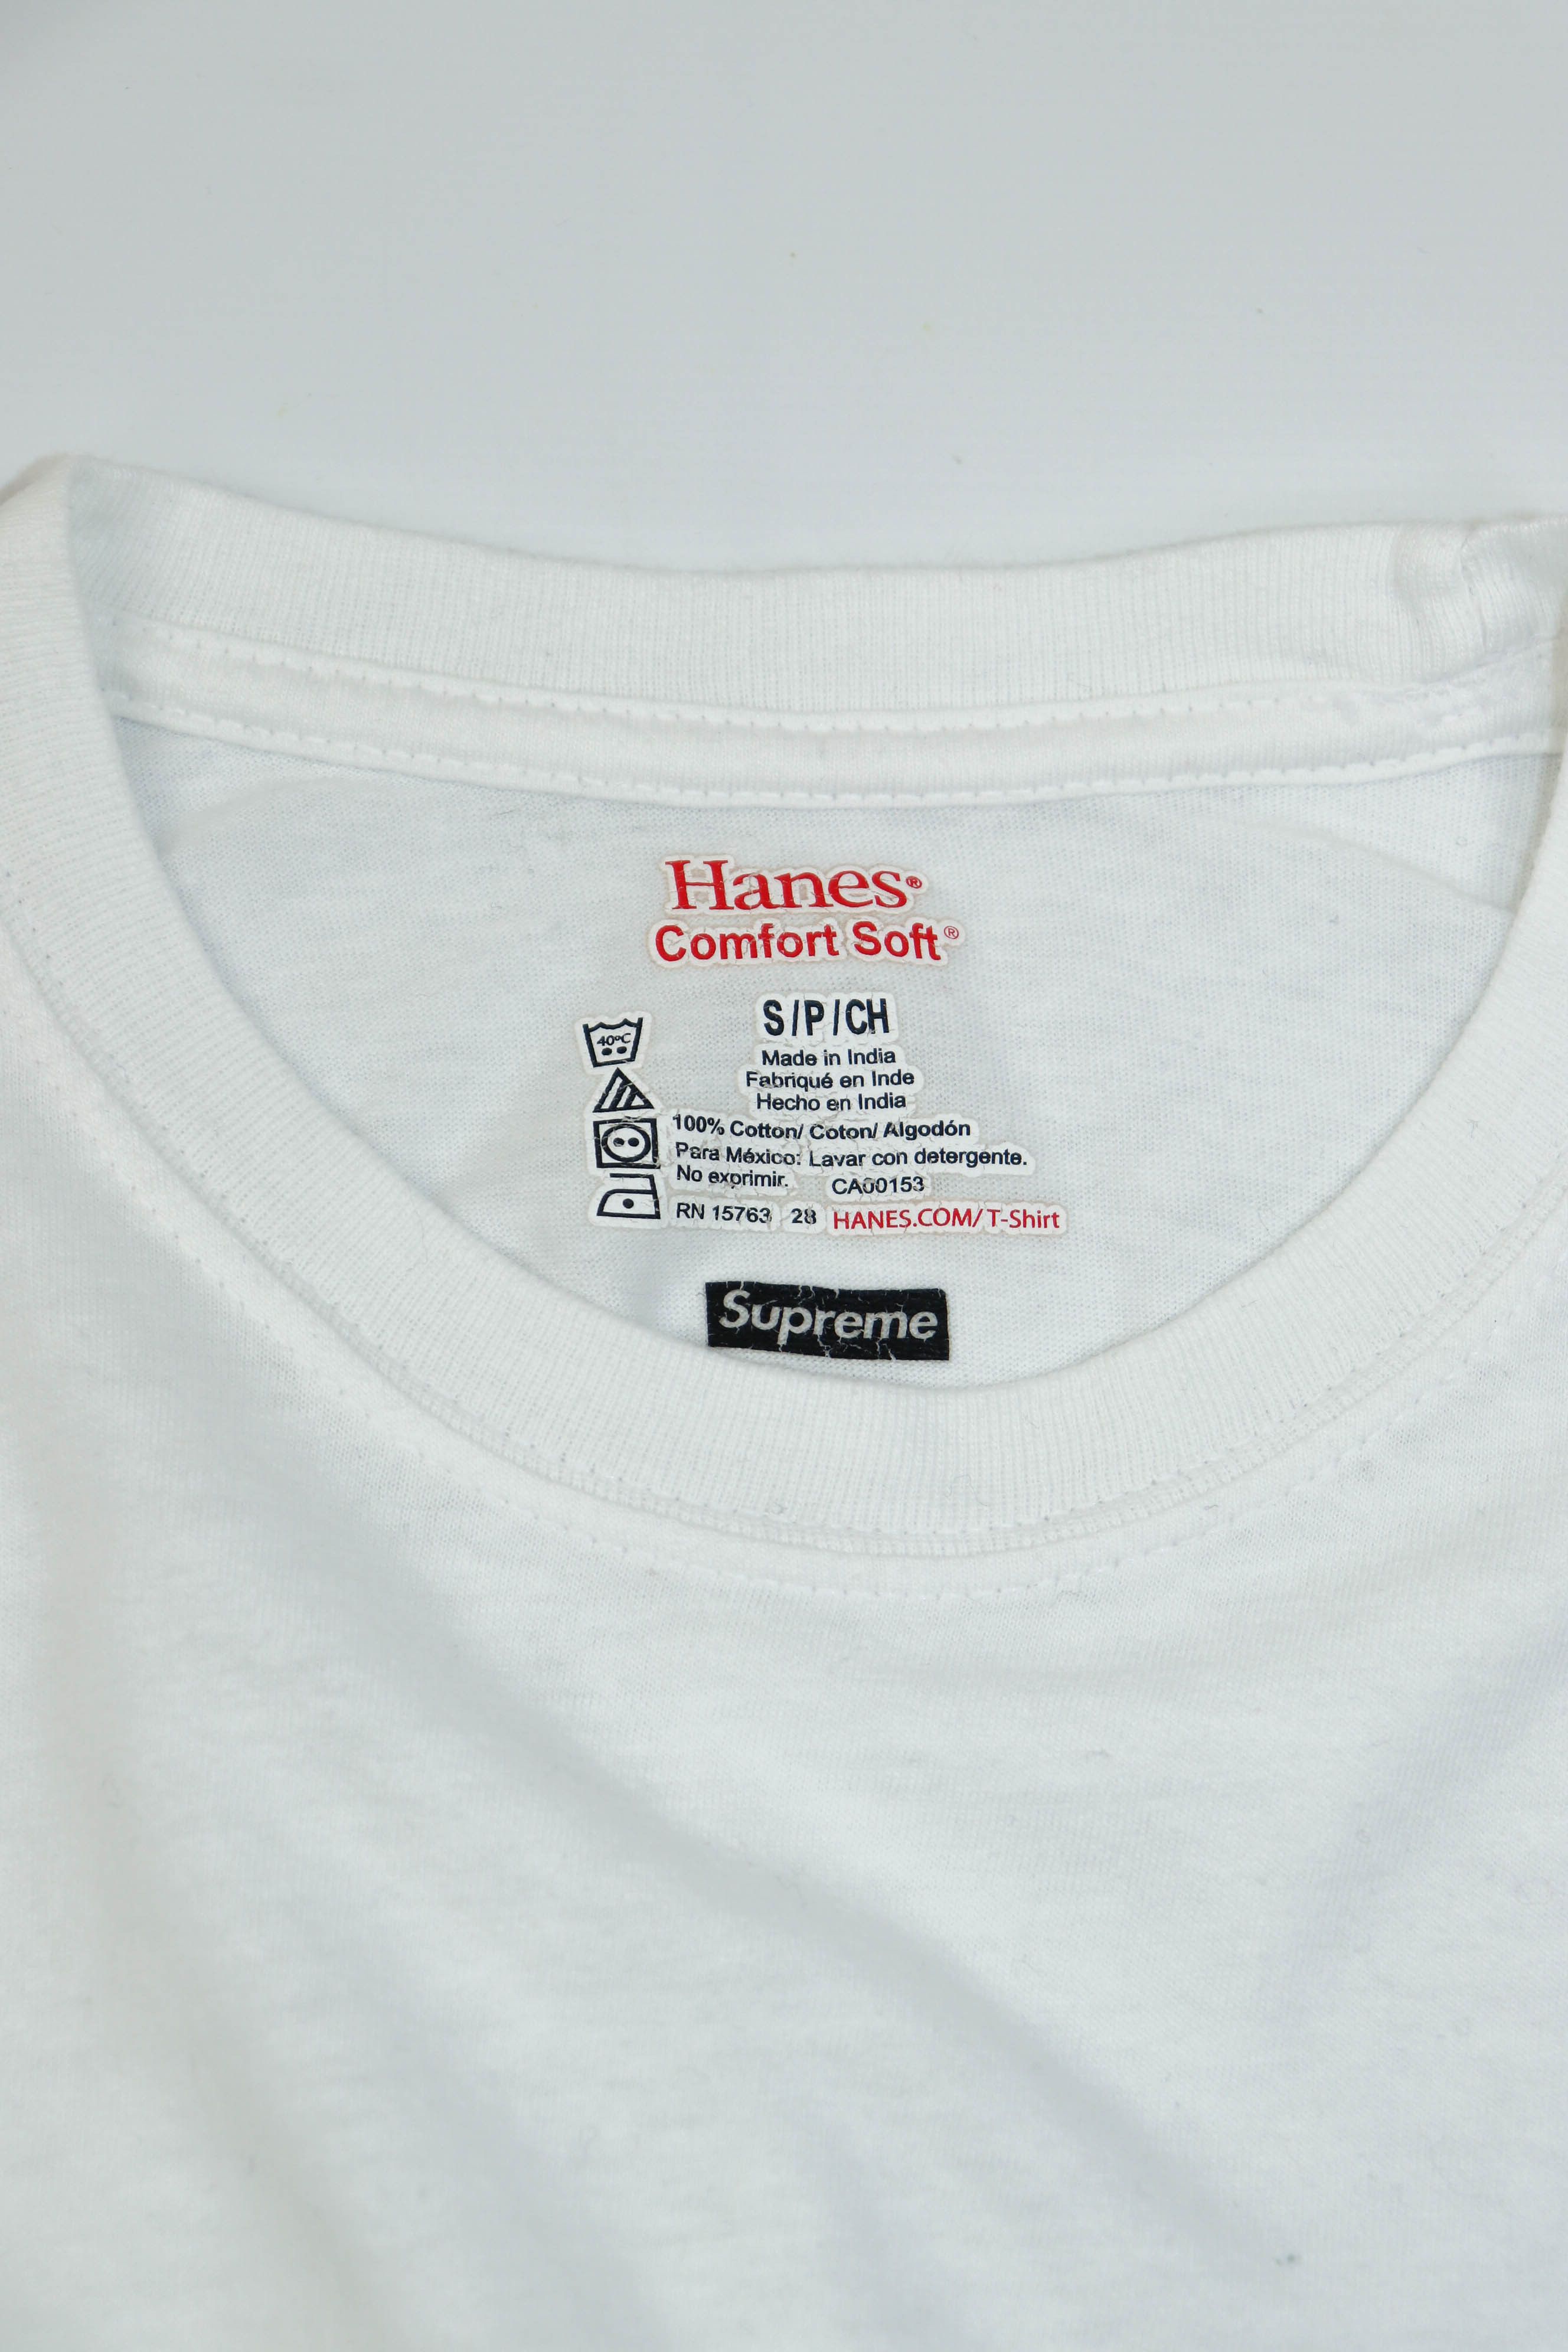 Hanes®
Comfort Soft®
S/P/CH
40°C
Made in India
Fabriqué en Inde
Hecho en India
100% Cotton/ Coton/ Algodón
Para México: Lavar con detergente.
No exprimir. CA00153
RN 15763 28 HANES.COM/T-Shirt
Supreme